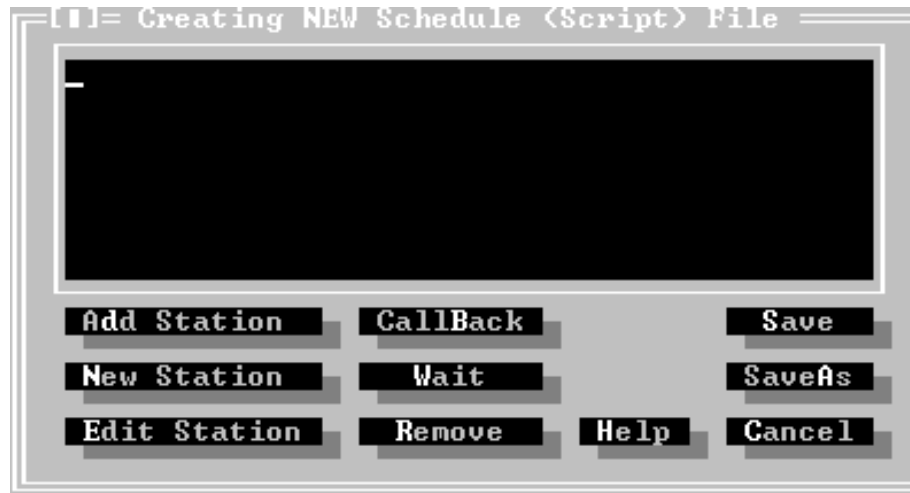 [▮]= Creating NEW Schedule (Script) File
Add Station CallBack Save
New Station Wait SaveAs
Edit Station Remove Help Cancel